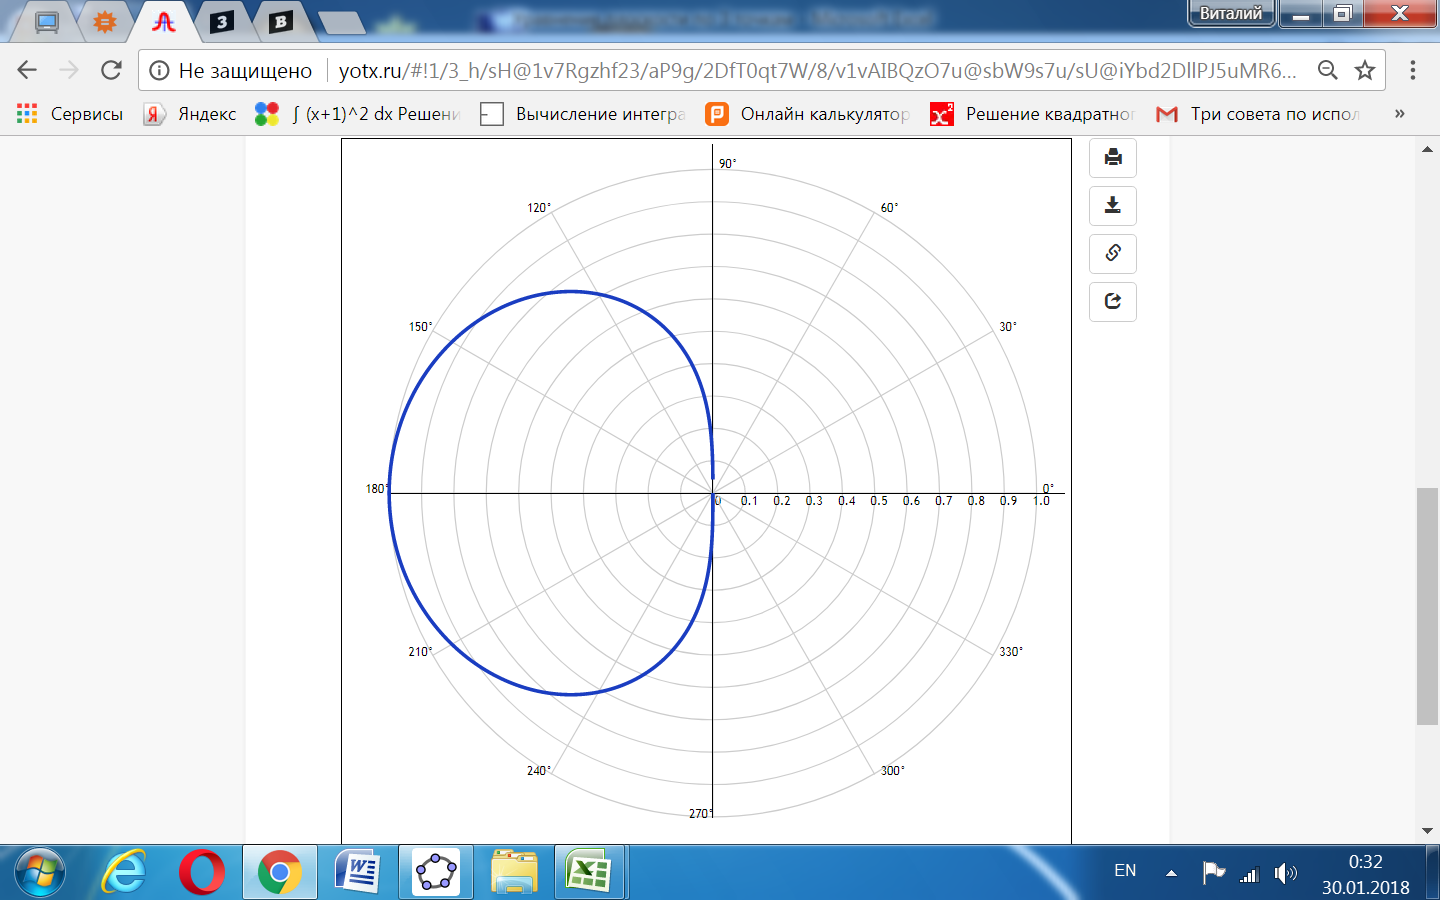 З
В
Виталий
Не защищено
yotx.ru/#!1/3_h/sH@1v7Rgzhf23/aP9g/2DfT0qt7W/8/v1vAIBQzO7u@sbW9s7u/sU@iYbd2DllPJ5uMR6...
Сервисы
Яндекс
∫ (x+1)^2 dx Решени
Вычисление интегра
Онлайн калькулятор
Решение квадратног
Три совета по испол
»
90°
120°
60°
150°
30°
180°
0°
0 0.1 0.2 0.3 0.4 0.5 0.6 0.7 0.8 0.9 1.0
210°
330°
240°
300°
270°
EN
0:32
30.01.2018